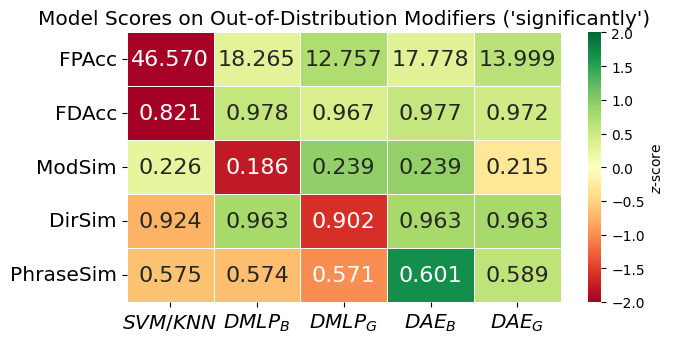 Model Scores on Out-of-Distribution Modifiers ('significantly')
FPAcc 46.570 18.265 12.757 17.778 13.999
FDAcc 0.821 0.978 0.967 0.977 0.972
ModSim 0.226 0.186 0.239 0.239 0.215
DirSim 0.924 0.963 0.902 0.963 0.963
PhraseSim 0.575 0.574 0.571 0.601 0.589
SVM/KNN DMLP_B DMLP_G DAE_B DAE_G
2.0
1.5
1.0
0.5
0.0
−0.5
−1.0
−1.5
−2.0
z-score